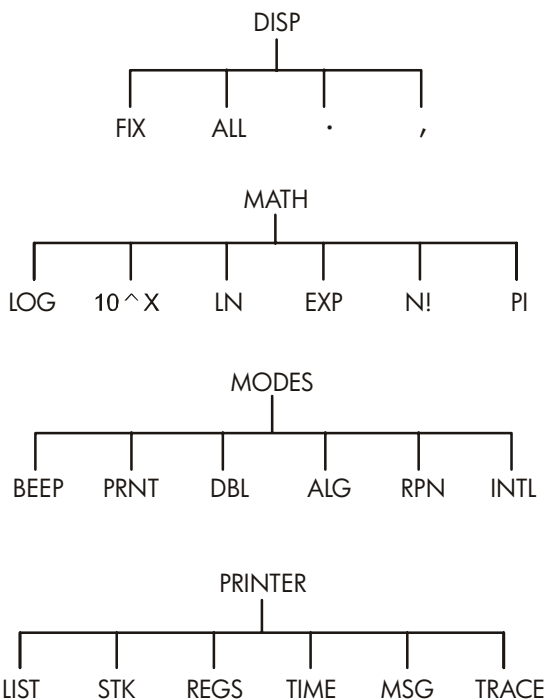 DISP
FIX ALL . ,
MATH
LOG 10^X LN EXP N! PI
MODES
BEEP PRNT DBL ALG RPN INTL
PRINTER
LIST STK REGS TIME MSG TRACE